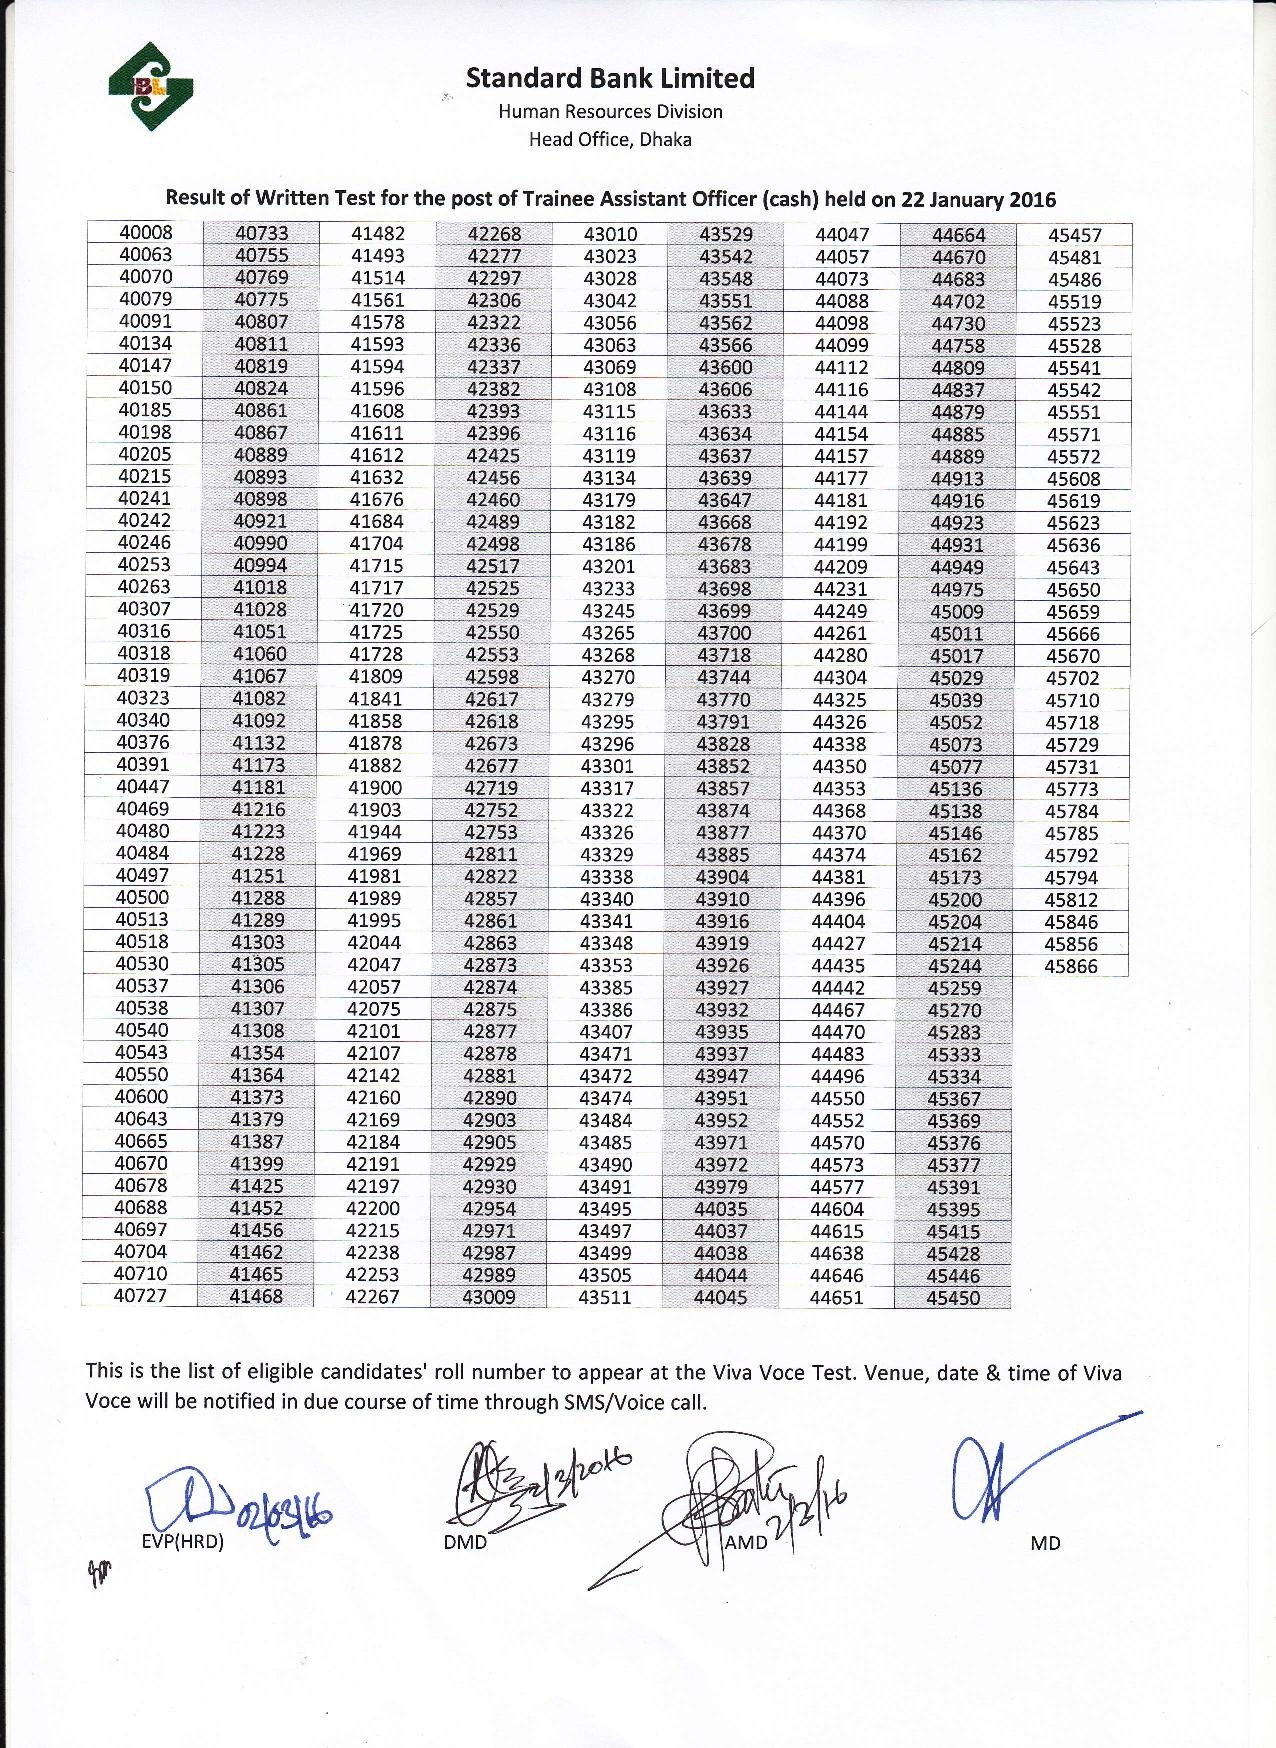 SBL
Standard Bank Limited
Human Resources Division
Head Office, Dhaka
Result of Written Test for the post of Trainee Assistant Officer (cash) held on 22 January 2016
40008 40733 41482 42268 43010 43529 44047 44664 45457
40063 40755 41493 42277 43023 43542 44057 44670 45481
40070 40769 41514 42297 43028 43548 44073 44683 45486
40079 40775 41561 42306 43042 43551 44088 44702 45519
40091 40807 41578 42322 43056 43562 44098 44730 45523
40134 40811 41593 42336 43063 43566 44099 44758 45528
40147 40819 41594 42337 43069 43600 44112 44809 45541
40150 40824 41596 42382 43108 43606 44116 44837 45542
40185 40861 41608 42393 43115 43633 44144 44879 45551
40198 40867 41611 42396 43116 43634 44154 44885 45571
40205 40889 41612 42425 43119 43637 44157 44889 45572
40215 40893 41632 42456 43134 43639 44177 44913 45608
40241 40898 41676 42460 43179 43647 44181 44916 45619
40242 40921 41684 42489 43182 43668 44192 44923 45623
40246 40990 41704 42498 43186 43678 44199 44931 45636
40253 40994 41715 42517 43201 43683 44209 44949 45643
40263 41018 41717 42525 43233 43698 44231 44975 45650
40307 41028 41720 42529 43245 43699 44249 45009 45659
40316 41051 41725 42550 43265 43700 44261 45011 45666
40318 41060 41728 42553 43268 43718 44280 45017 45670
40319 41067 41809 42598 43270 43744 44304 45029 45702
40323 41082 41841 42617 43279 43770 44325 45039 45710
40340 41092 41858 42618 43295 43791 44326 45052 45718
40376 41132 41878 42673 43296 43828 44338 45073 45729
40391 41173 41882 42677 43301 43852 44350 45077 45731
40447 41181 41900 42719 43317 43857 44353 45136 45773
40469 41216 41903 42752 43322 43874 44368 45138 45784
40480 41223 41944 42753 43326 43877 44370 45146 45785
40484 41228 41969 42811 43329 43885 44374 45162 45792
40497 41251 41981 42822 43338 43904 44381 45173 45794
40500 41288 41989 42857 43340 43910 44396 45200 45812
40513 41289 41995 42861 43341 43916 44404 45204 45846
40518 41303 42044 42863 43348 43919 44427 45214 45856
40530 41305 42047 42873 43353 43926 44435 45244 45866
40537 41306 42057 42874 43385 43927 44442 45259
40538 41307 42075 42875 43386 43932 44467 45270
40540 41308 42101 42877 43407 43935 44470 45283
40543 41354 42107 42878 43471 43937 44483 45333
40550 41364 42142 42881 43472 43947 44496 45334
40600 41373 42160 42890 43474 43951 44550 45367
40643 41379 42169 42903 43484 43952 44552 45369
40665 41387 42184 42905 43485 43971 44570 45376
40670 41399 42191 42929 43490 43972 44573 45377
40678 41425 42197 42930 43491 43979 44577 45391
40688 41452 42200 42954 43495 44035 44604 45395
40697 41456 42215 42971 43497 44037 44615 45415
40704 41462 42238 42987 43499 44038 44638 45428
40710 41465 42253 42989 43505 44044 44646 45446
40727 41468 42267 43009 43511 44045 44651 45450
This is the list of eligible candidates' roll number to appear at the Viva Voce Test. Venue, date & time of Viva
Voce will be notified in due course of time through SMS/Voice call.
02/03/16
EVP(HRD) DMD AMD MD